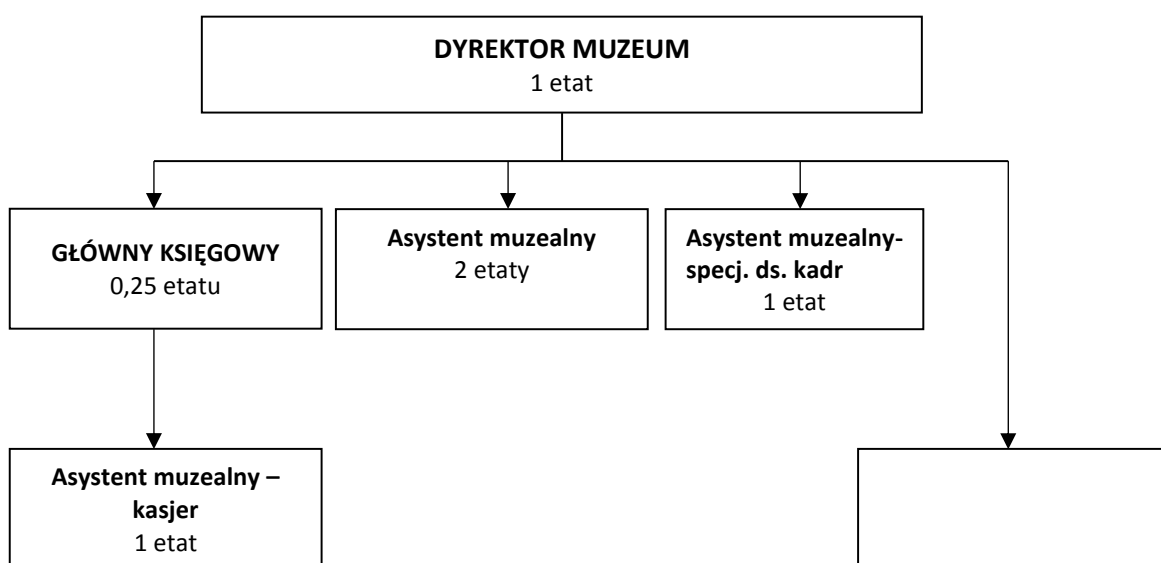 DYREKTOR MUZEUM
1 etat
GŁÓWNY KSIĘGOWY
0,25 etatu
Asystent muzealny
2 etaty
Asystent muzealny-
specj. ds. kadr
1 etat
Asystent muzealny –
kasjer
1 etat